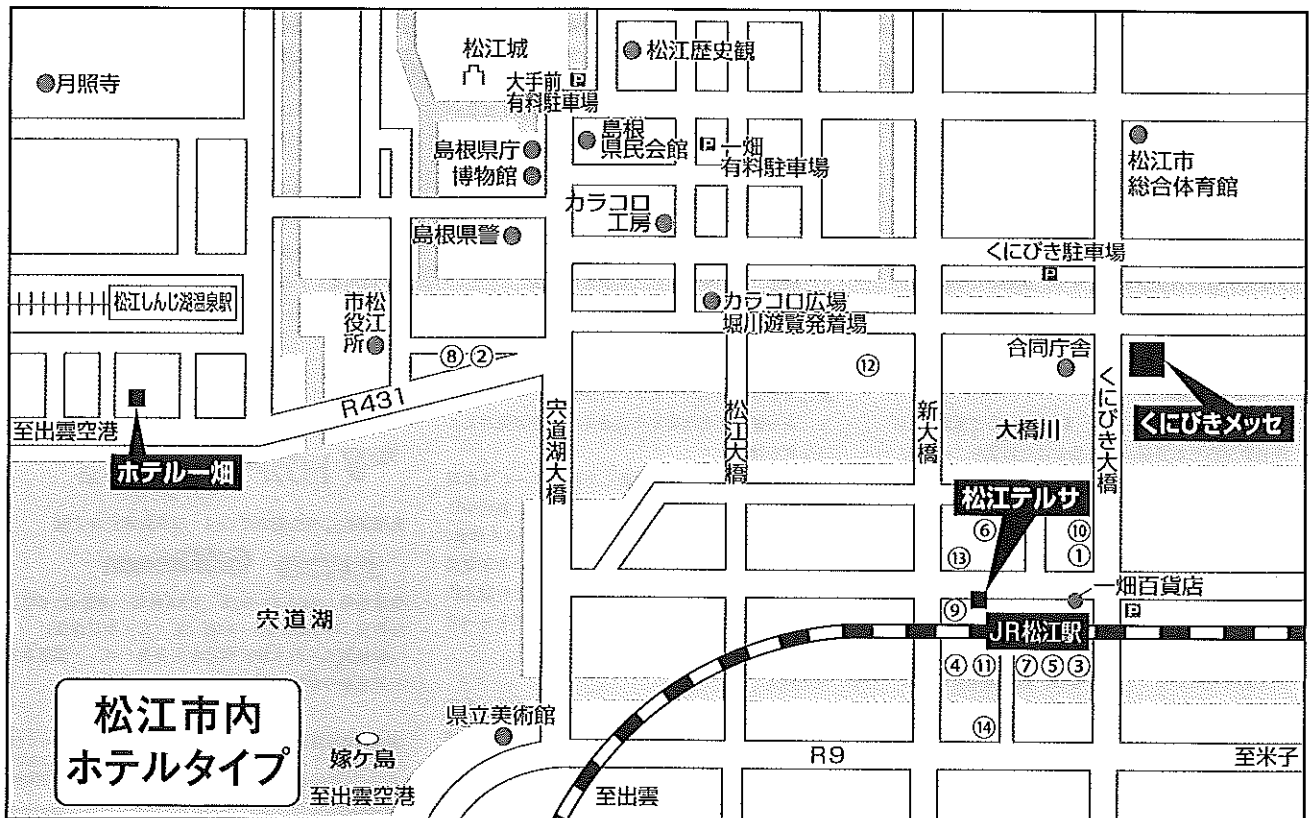 松江城
松江歴史観
月照寺
大手前
有料駐車場
P
島根県庁
博物館
島根
県民会館
P
一畑
有料駐車場
松江市
総合体育館
カラコロ
工房
島根県警
くにびき駐車場
P
松江しんじ湖温泉駅
松江
市役所
カラコロ広場
堀川遊覧発着場
⑧
②
⑫
合同庁舎
R431
至出雲空港
ホテル一畑
宍道湖大橋
松江大橋
新大橋
大橋川
くにびき大橋
くにびきメッセ
松江テルサ
⑥
⑩
⑬
①
⑨
一畑百貨店
P
JR松江駅
宍道湖
④
⑪
⑦
⑤
③
⑭
県立美術館
松江市内
ホテルタイプ
嫁ケ島
至出雲空港
至出雲
R9
至米子